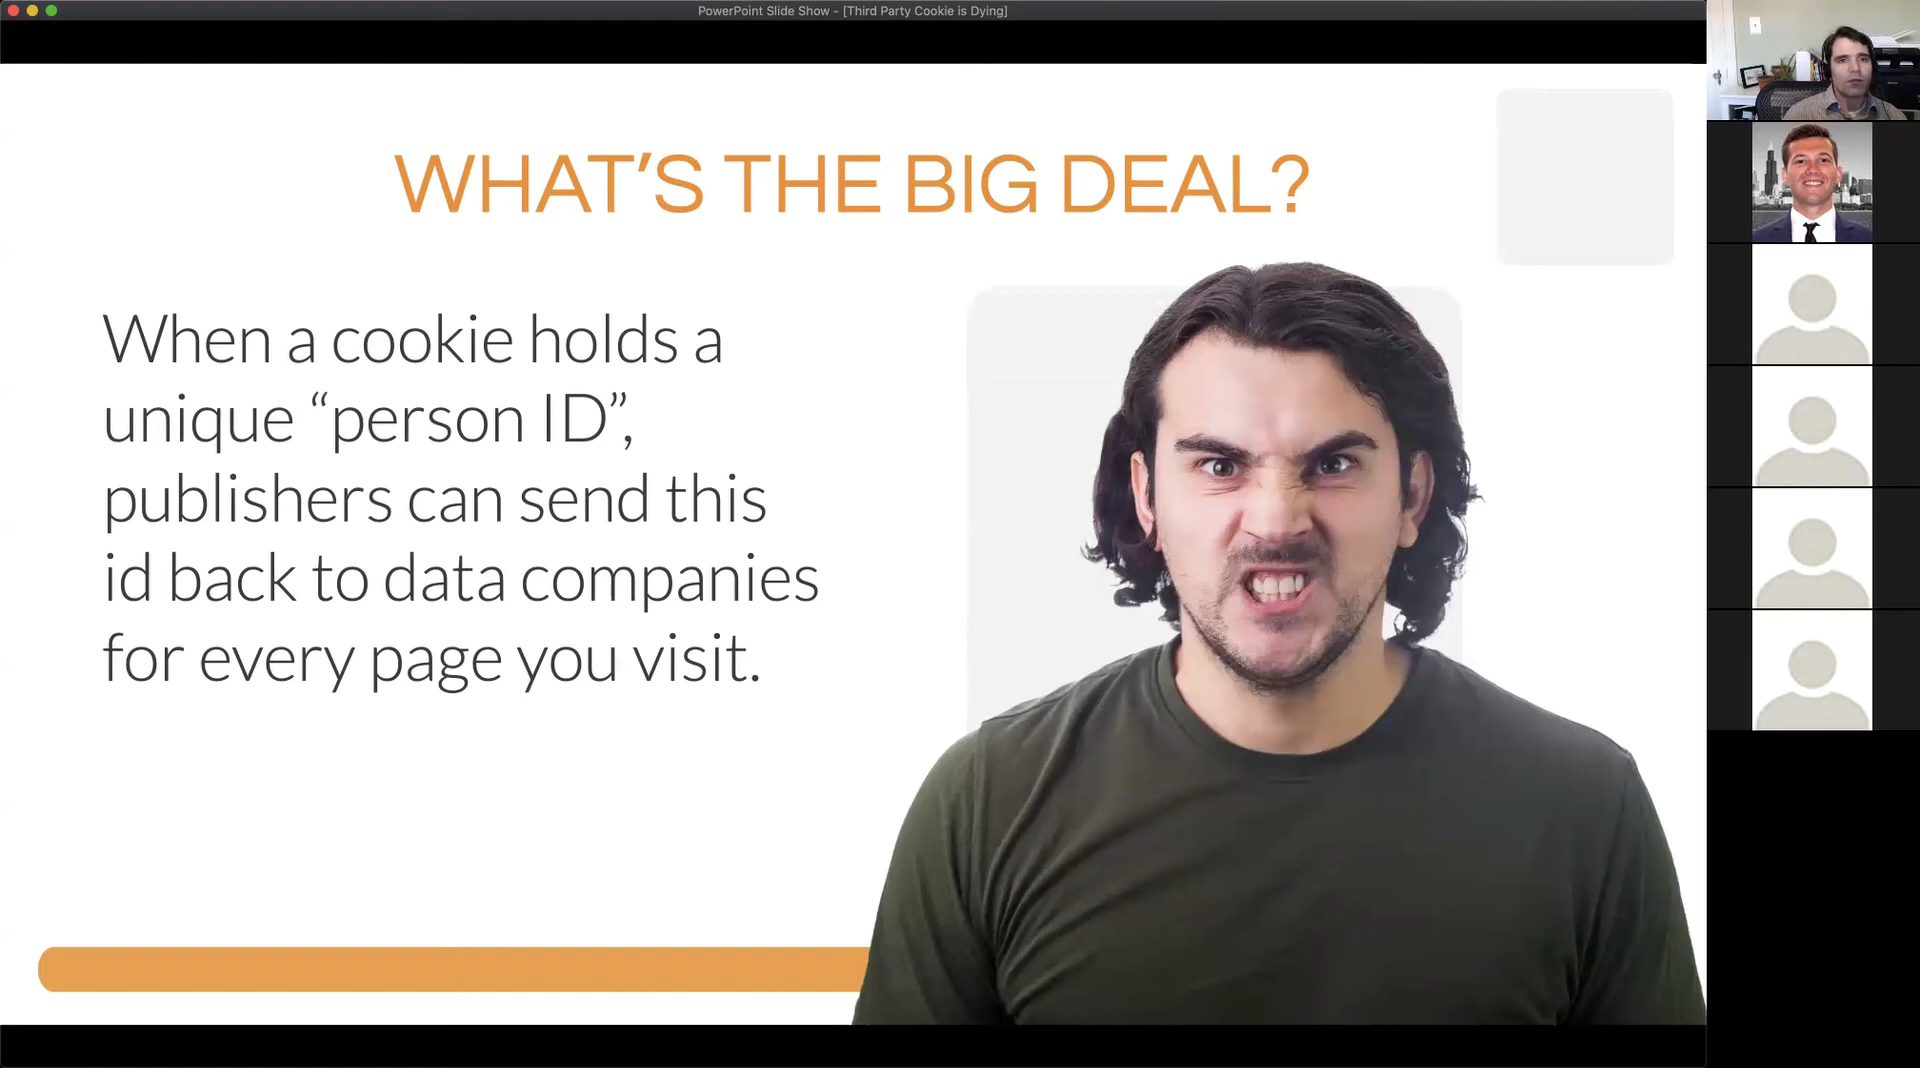 PowerPoint Slide Show - [Third Party Cookie is Dying]
WHAT’S THE BIG DEAL?
When a cookie holds a
unique “person ID”,
publishers can send this
id back to data companies
for every page you visit.